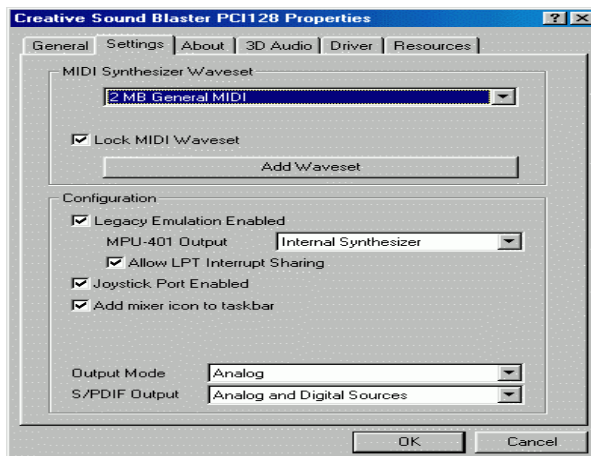 Creative Sound Blaster PCI128 Properties
General Settings About 3D Audio Driver Resources
MIDI Synthesizer Waveset
2 MB General MIDI
Lock MIDI Waveset
Add Waveset
Configuration
Legacy Emulation Enabled
MPU-401 Output Internal Synthesizer
Allow LPT Interrupt Sharing
Joystick Port Enabled
Add mixer icon to taskbar
Output Mode Analog
S/PDIF Output Analog and Digital Sources
OK Cancel